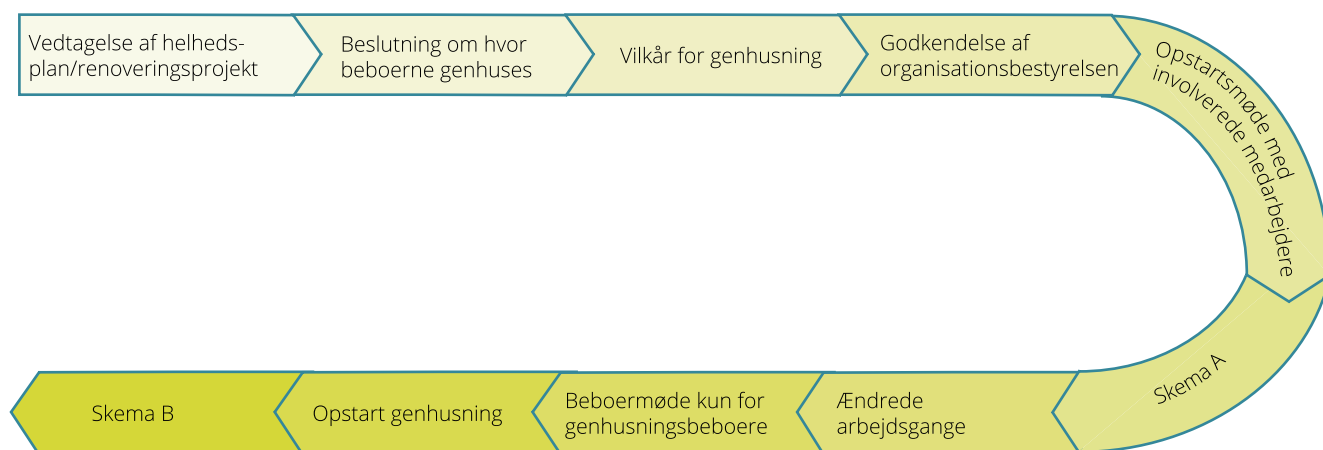 Vedtagelse af helheds-
plan/renoveringsprojekt
Beslutning om hvor
beboerne genhuses
Vilkår for genhusning
Godkendelse af
organisationsbestyrelsen
Opstartsmøde med
involverede medarbejdere
Skema A
Ændrede
arbejdsgange
Beboermøde kun for
genhusningsbeboere
Opstart genhusning
Skema B